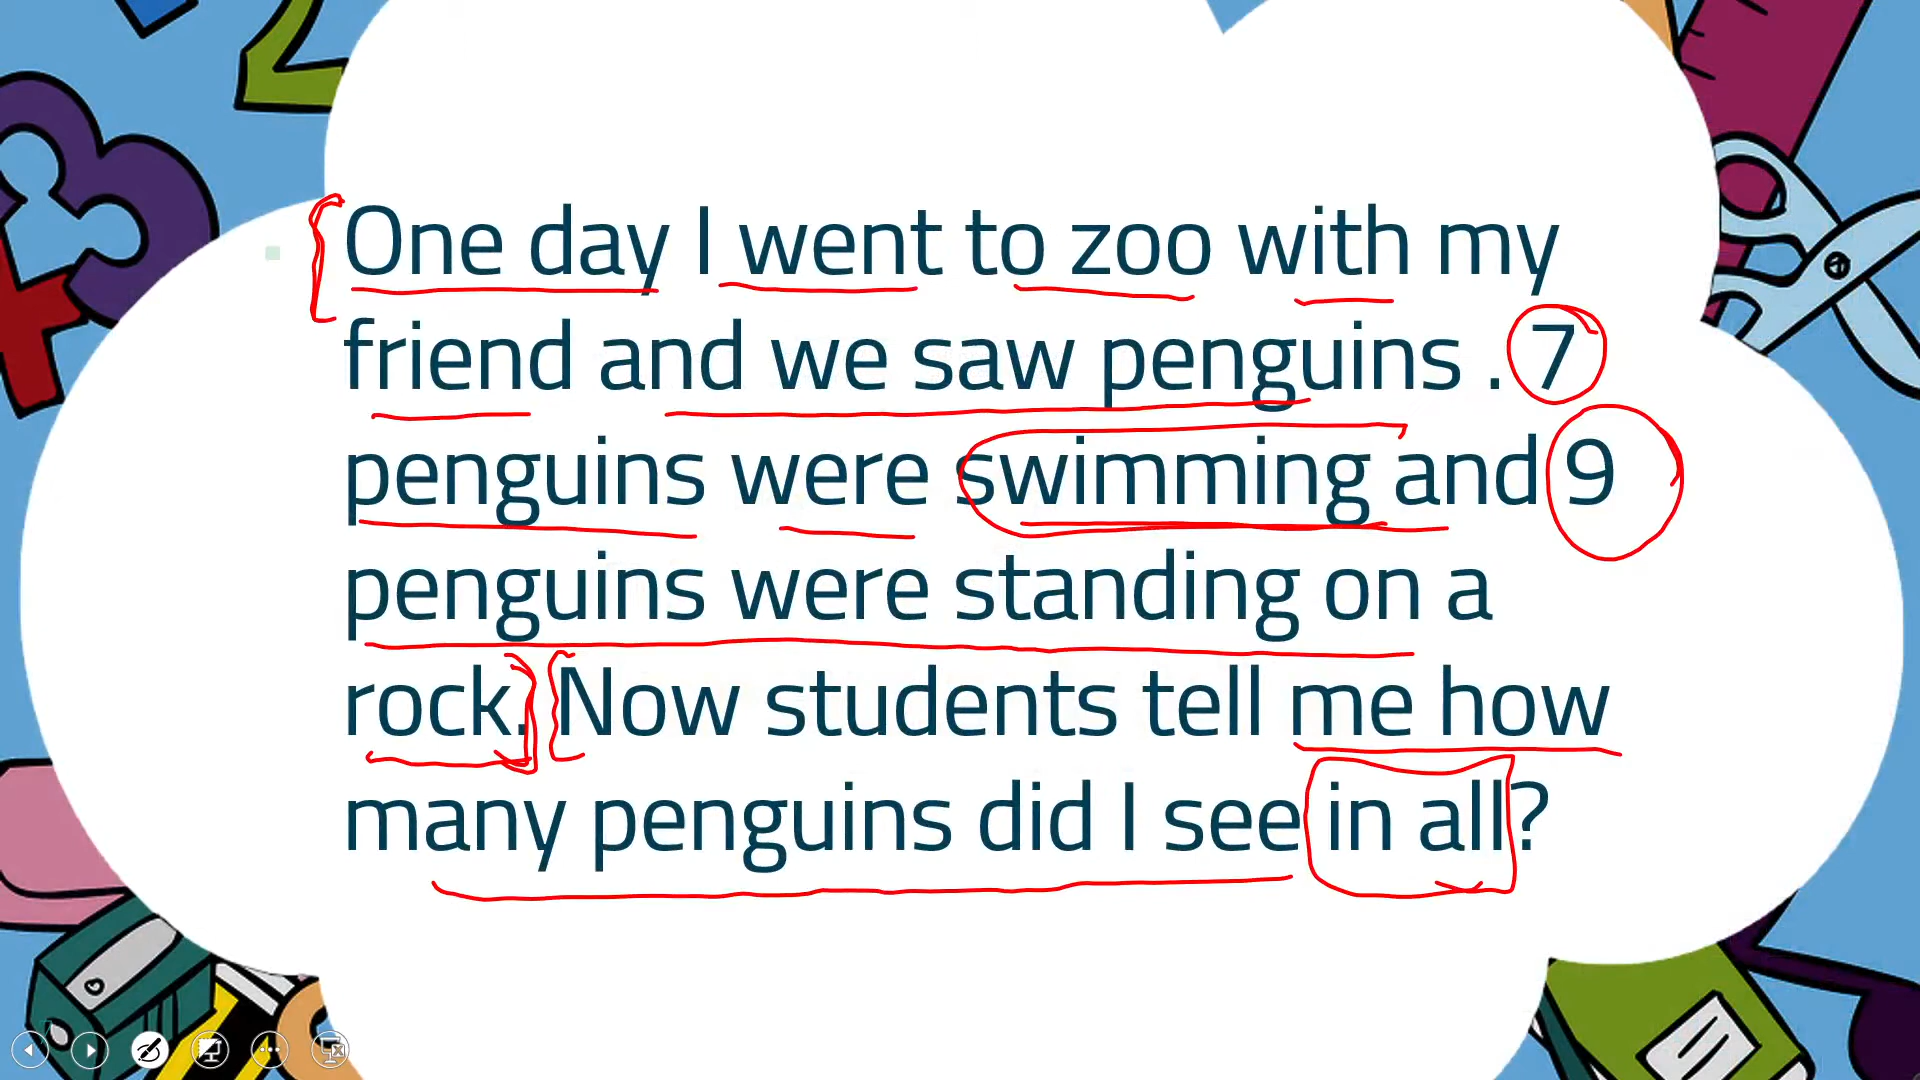 One day I went to zoo with my
friend and we saw penguins . 7
penguins were swimming and 9
penguins were standing on a
rock. Now students tell me how
many penguins did I see in all?